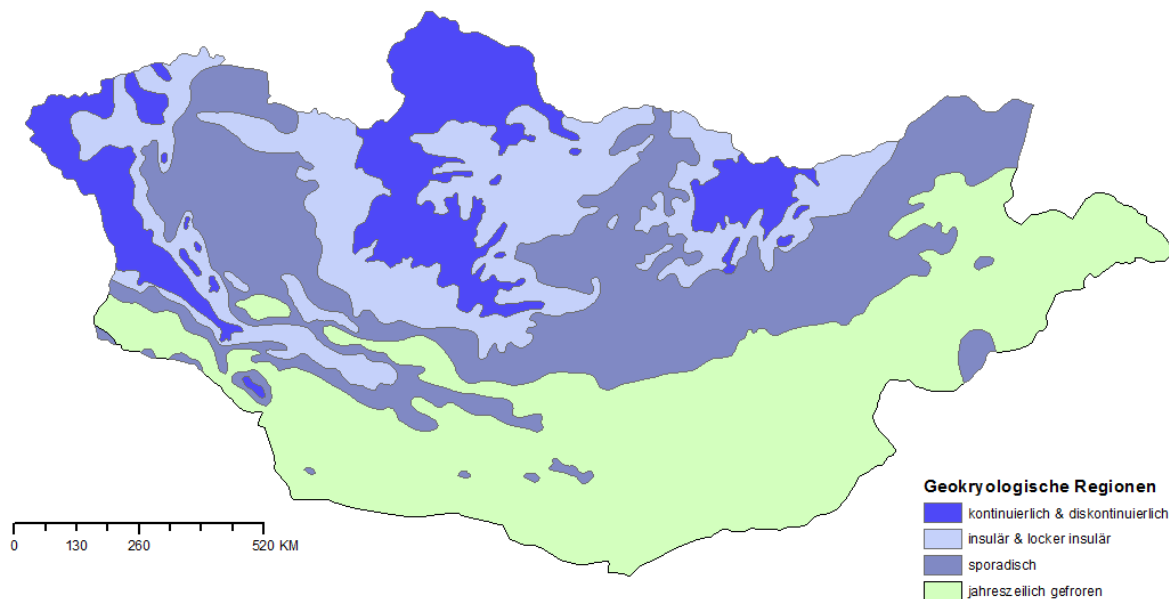 Geokryologische Regionen
kontinuierlich & diskontinuierlich
insulär & locker insulär
sporadisch
jahreszeilich gefroren
0 130 260 520 KM